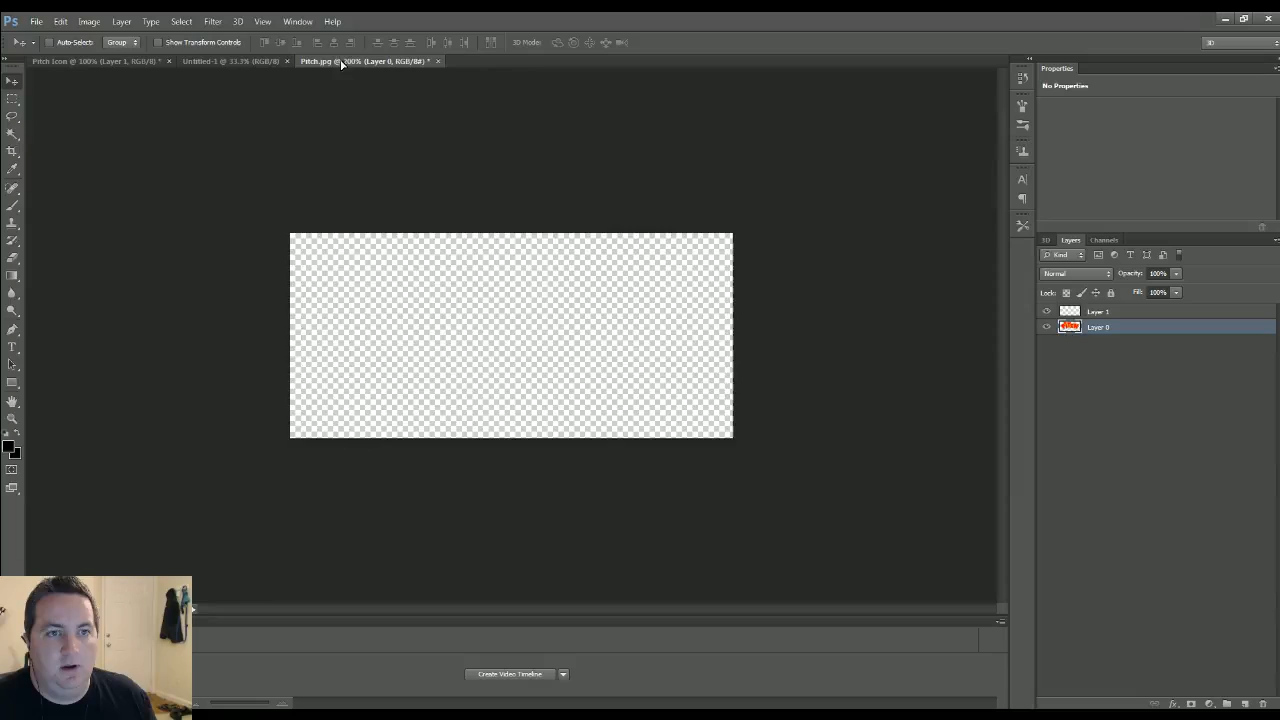 Ps File Edit Image Layer Type Select Filter 3D View Window Help
Auto-Select: Group Show Transform Controls 3D Mode: 3D
Pitch Icon @ 100% (Layer 1, RGB/8) * × Untitled-1 @ 33.3% (RGB/8) × Pitch.jpg @ 200% (Layer 0, RGB/8#) * ×
Properties
No Properties
3D Layers Channels
Kind
Normal Opacity: 100%
Lock: Fill: 100%
Layer 1
Layer 0
Create Video Timeline